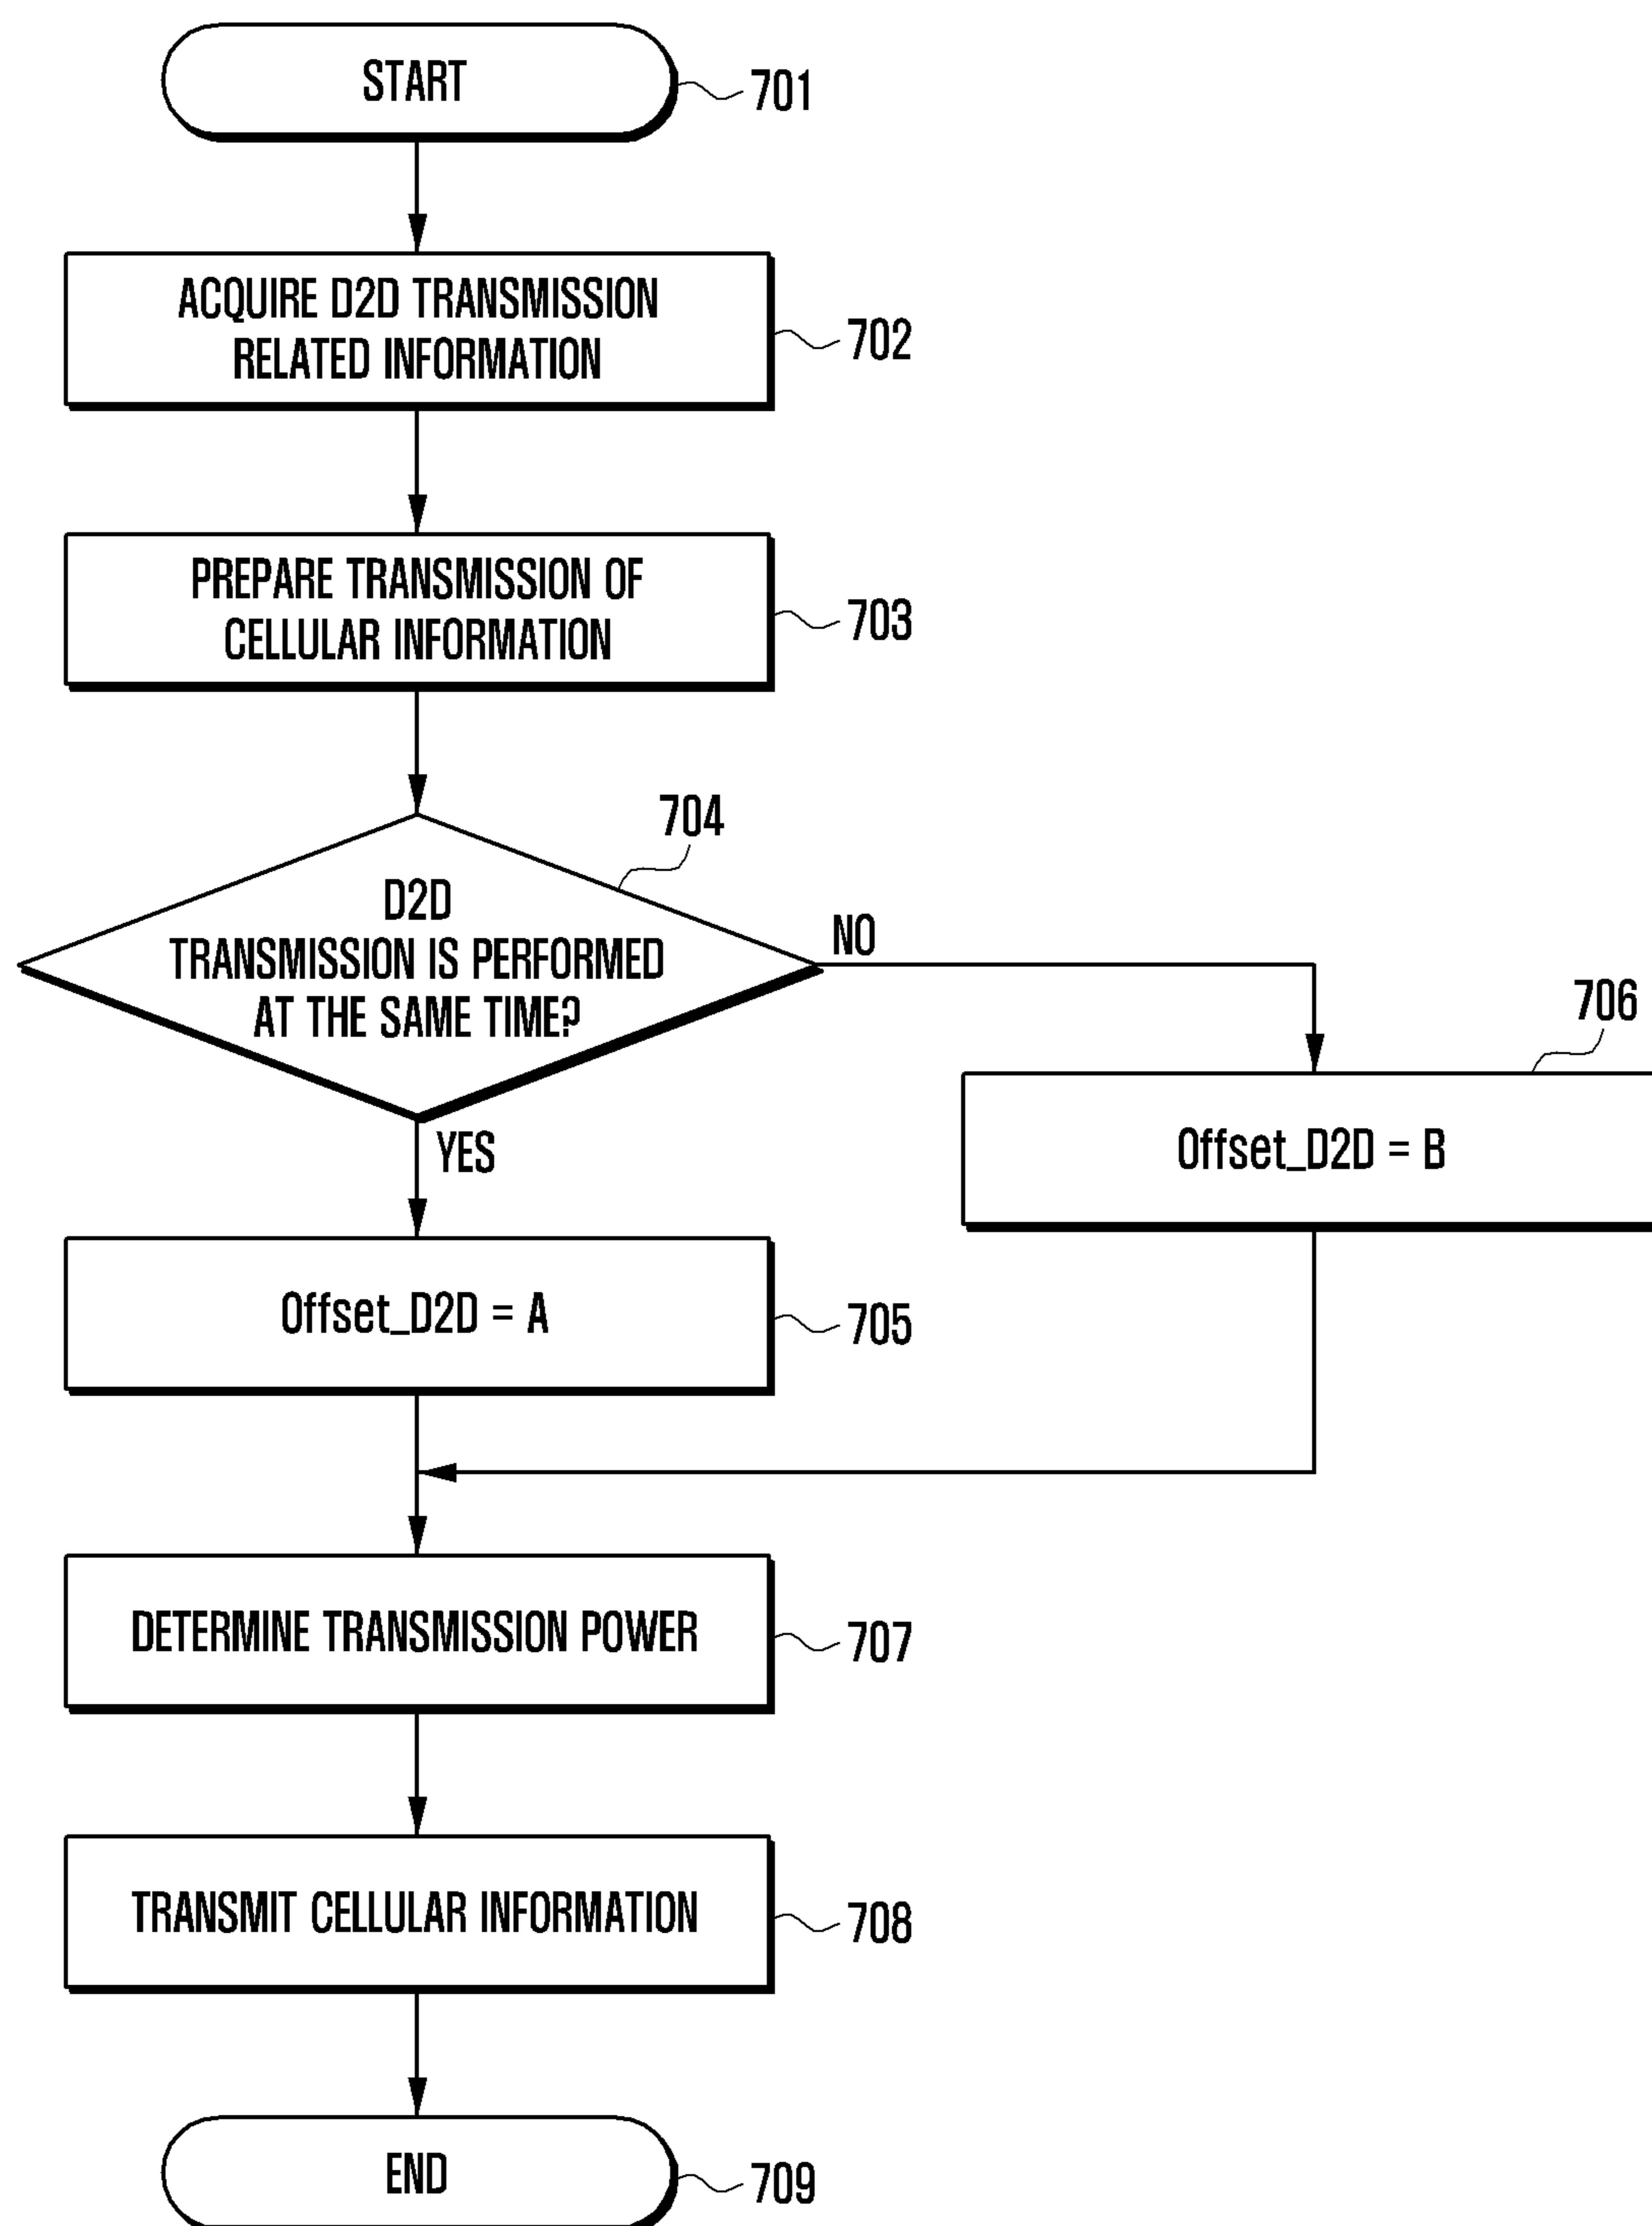 START
701
ACQUIRE D2D TRANSMISSION
RELATED INFORMATION
702
PREPARE TRANSMISSION OF
CELLULAR INFORMATION
703
704
D2D
TRANSMISSION IS PERFORMED
AT THE SAME TIME?
NO
YES
706
Offset_D2D = B
Offset_D2D = A
705
DETERMINE TRANSMISSION POWER
707
TRANSMIT CELLULAR INFORMATION
708
END
709